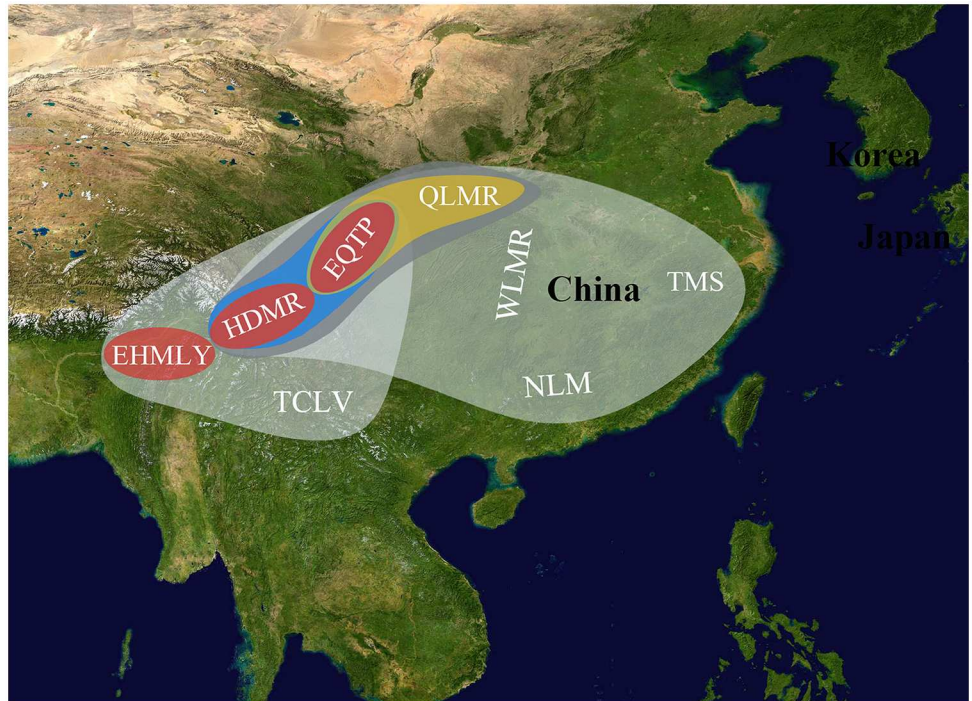 Korea
QLMR
EQTP
Japan
WLMR
China
TMS
HDMR
EHMLY
NLM
TCLV